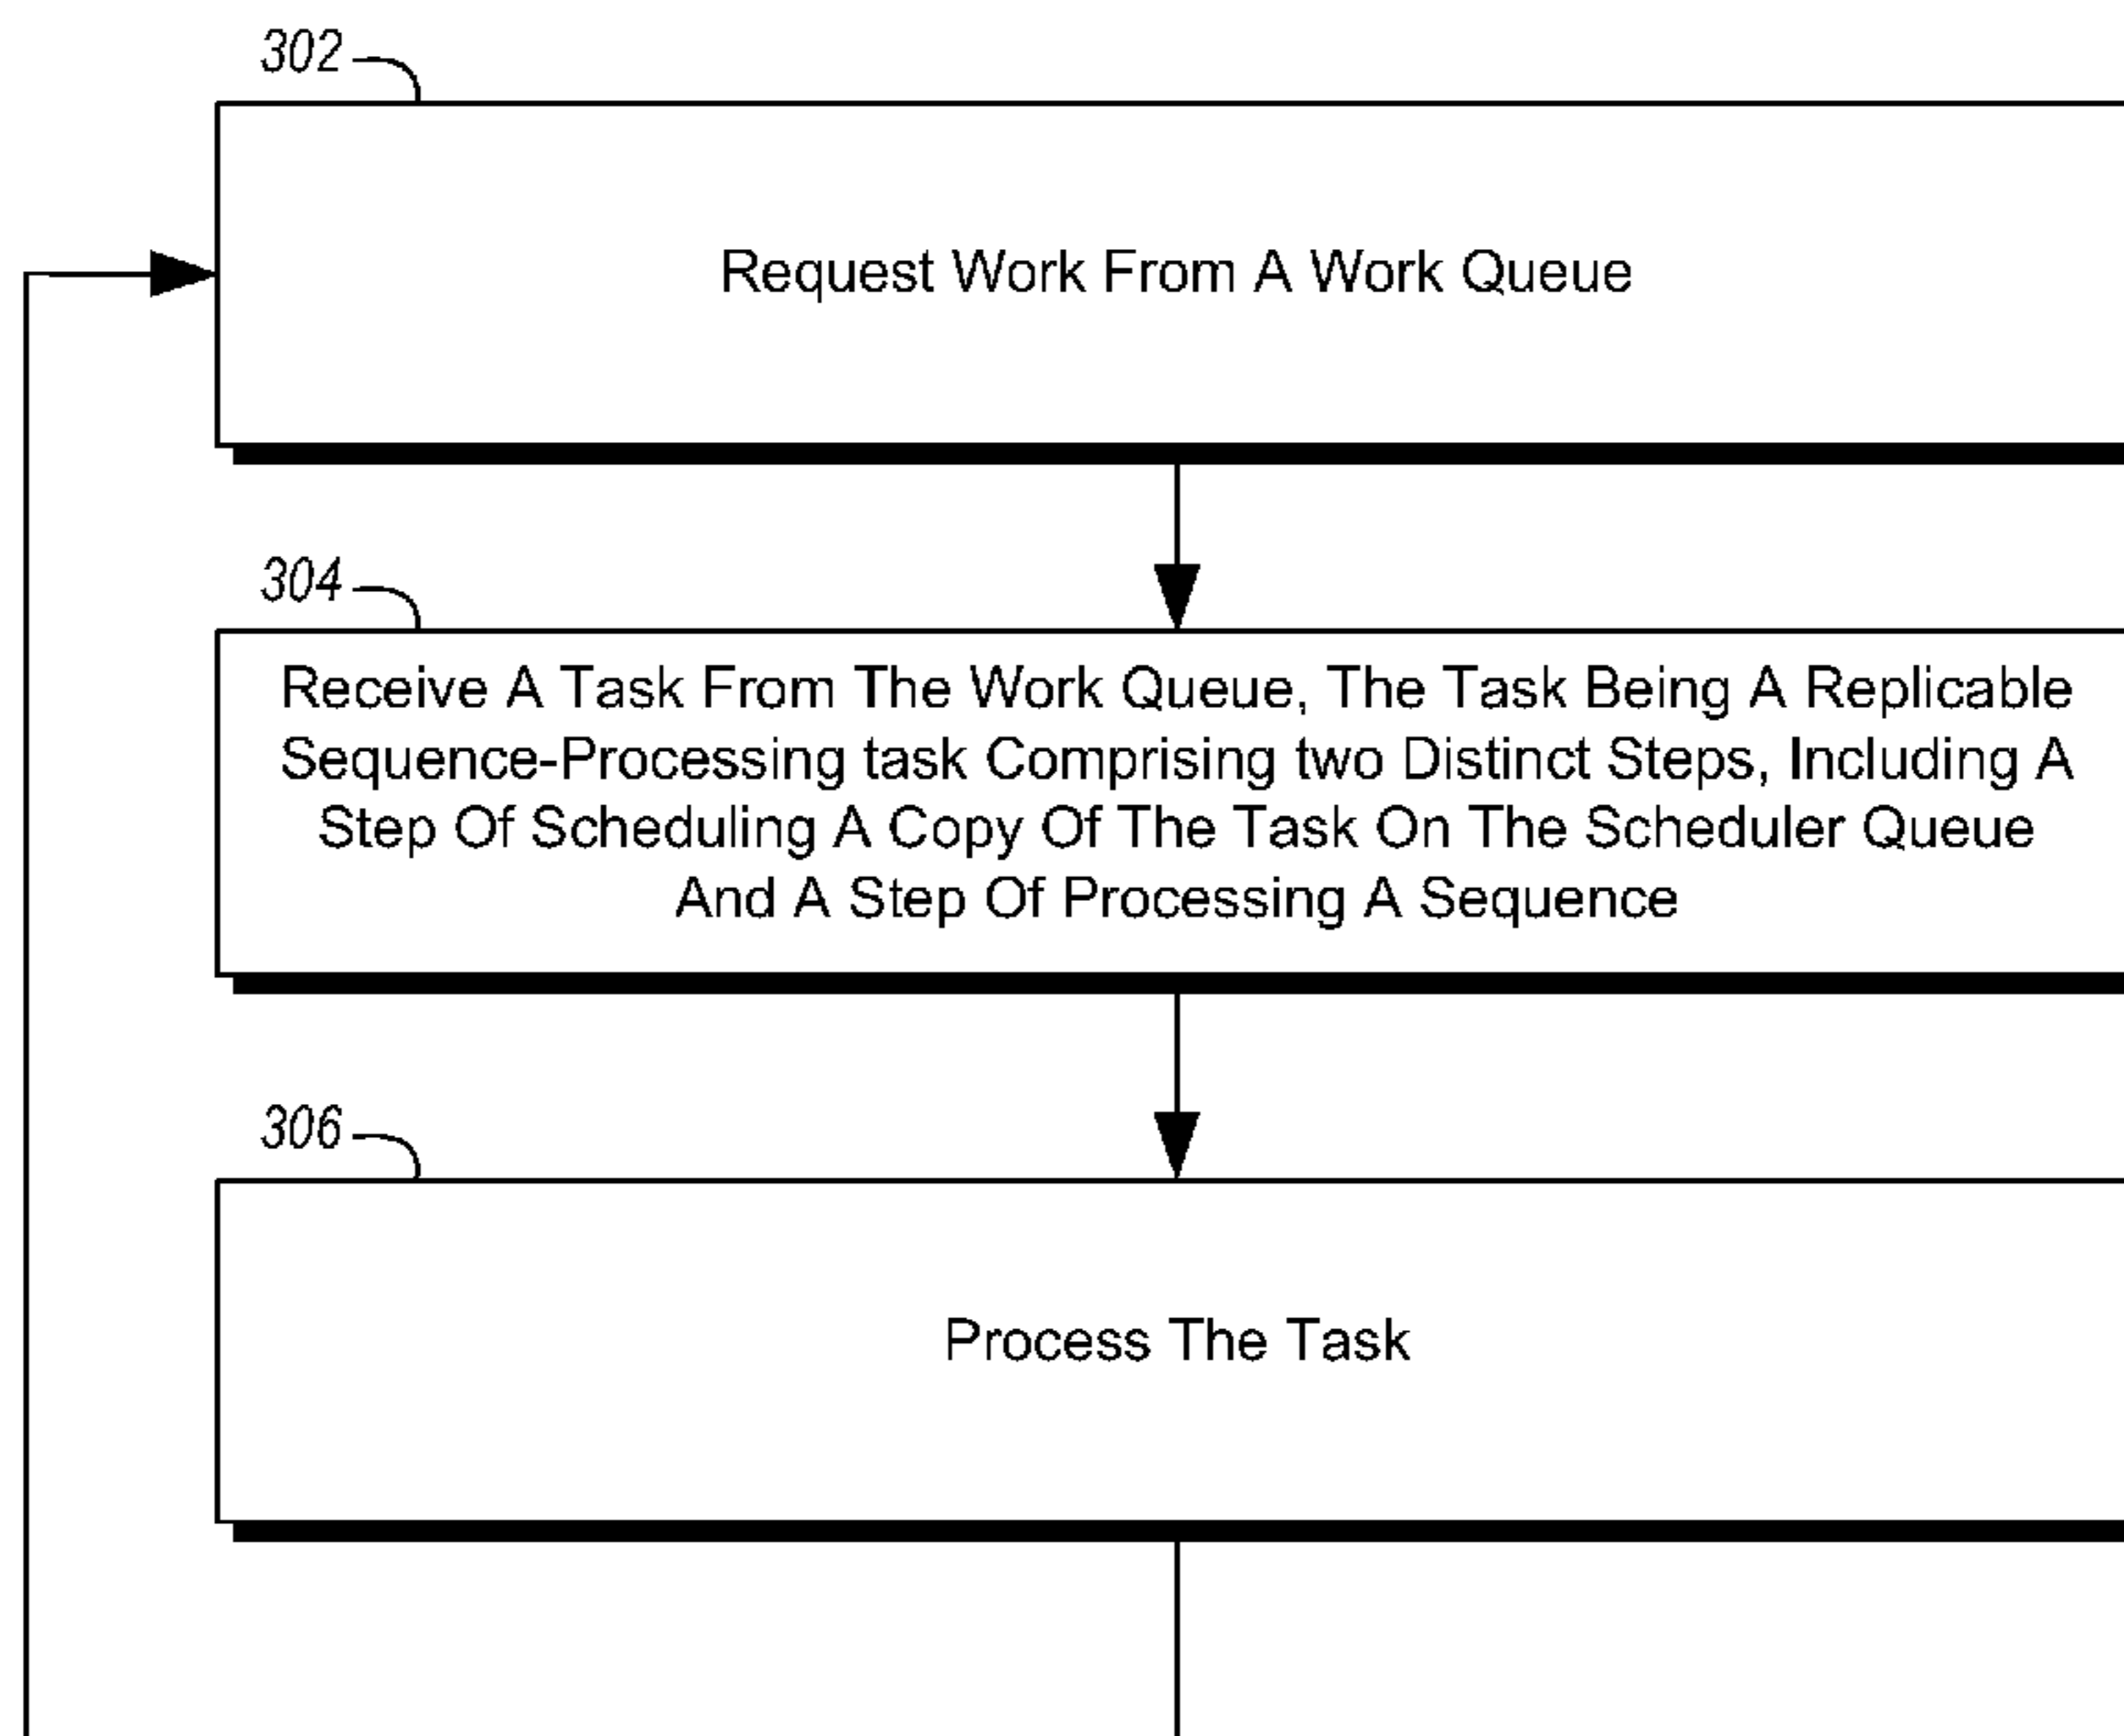 302
Request Work From A Work Queue
304
Receive A Task From The Work Queue, The Task Being A Replicable
Sequence-Processing task Comprising two Distinct Steps, Including A
Step Of Scheduling A Copy Of The Task On The Scheduler Queue
And A Step Of Processing A Sequence
306
Process The Task